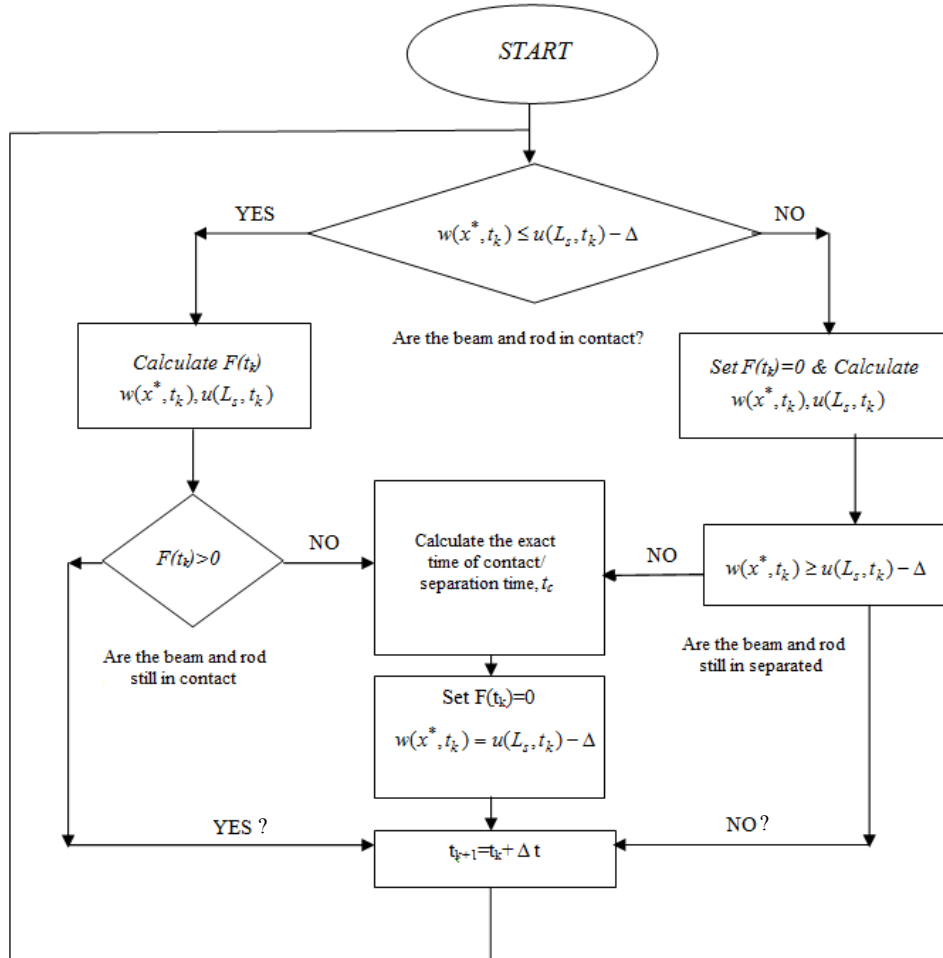 START
YES
NO
w(x*, t_k) ≤ u(L_s, t_k) − Δ
Are the beam and rod in contact?
Calculate F(t_k)
w(x*, t_k), u(L_s, t_k)
Set F(t_k)=0 & Calculate
w(x*, t_k), u(L_s, t_k)
F(t_k)>0
NO
Calculate the exact
time of contact/
separation time, t_c
NO
w(x*, t_k) ≥ u(L_s, t_k) − Δ
Are the beam and rod
still in contact
Are the beam and rod
still in separated
Set F(t_k)=0
w(x*, t_k) = u(L_s, t_k) − Δ
YES ?
NO ?
t_{k+1}=t_k+ Δ t